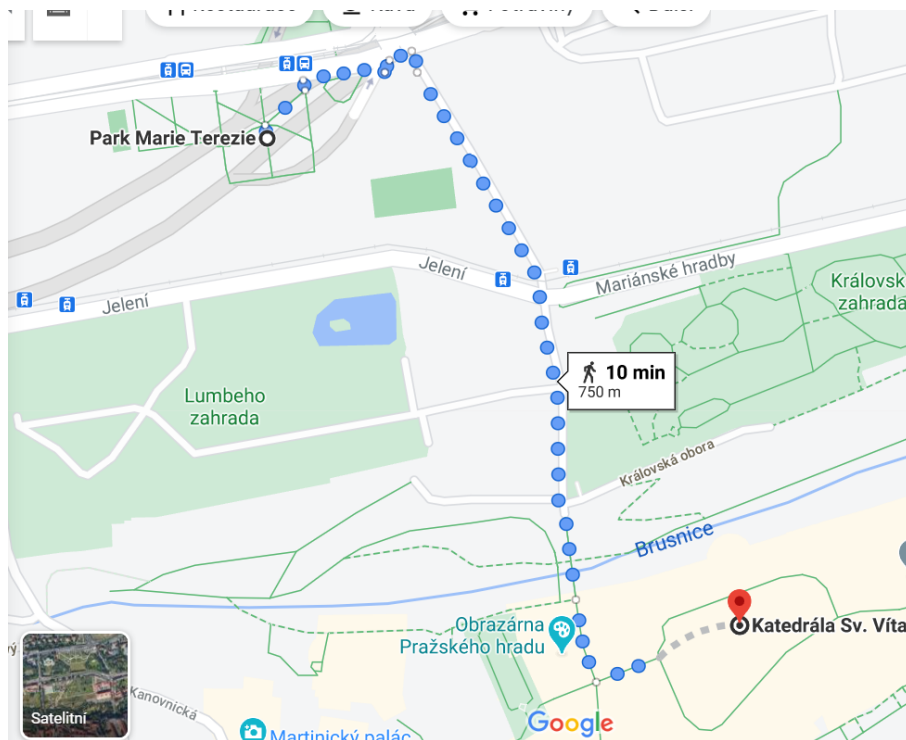 Park Marie Terezie
Jelení
Jelení
Mariánské hradby
Královsk
zahrada
10 min
750 m
Lumbeho
zahrada
Královská obora
Brusnice
Obrazárna
Pražského hradu
Katedrála Sv. Víta
Kanovnická
Satelitní
Google
Martinický palác